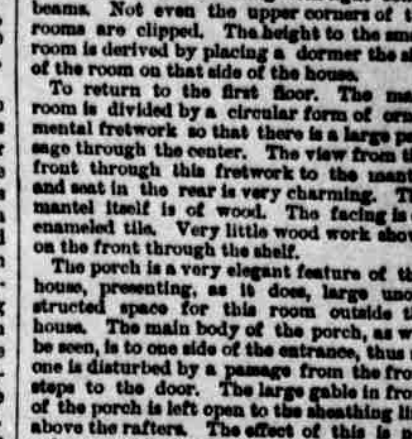 beams. Not even the upper corners of
rooms are clipped. The height to the
room is derived by placing a dormer the
of the room on that side of the house.
To return to the first floor. The
room is divided by a circular form of
mental fretwork so that there is a large
sage through the center. The view from
front through this fretwork to the
and seat in the rear is very charming.
mantel itself is of wood. The facing is
enameled tile. Very little wood work
on the front through the shelf.
The porch is a very elegant feature of
house, presenting, as it does, large
structed space for this room outside
house. The main body of the porch, as
be seen, is to one side of the entrance, thus
one is disturbed by a passage from the
steps to the door. The large gable in
of the porch is left open to the sheathing
above the rafters. The effect of this is